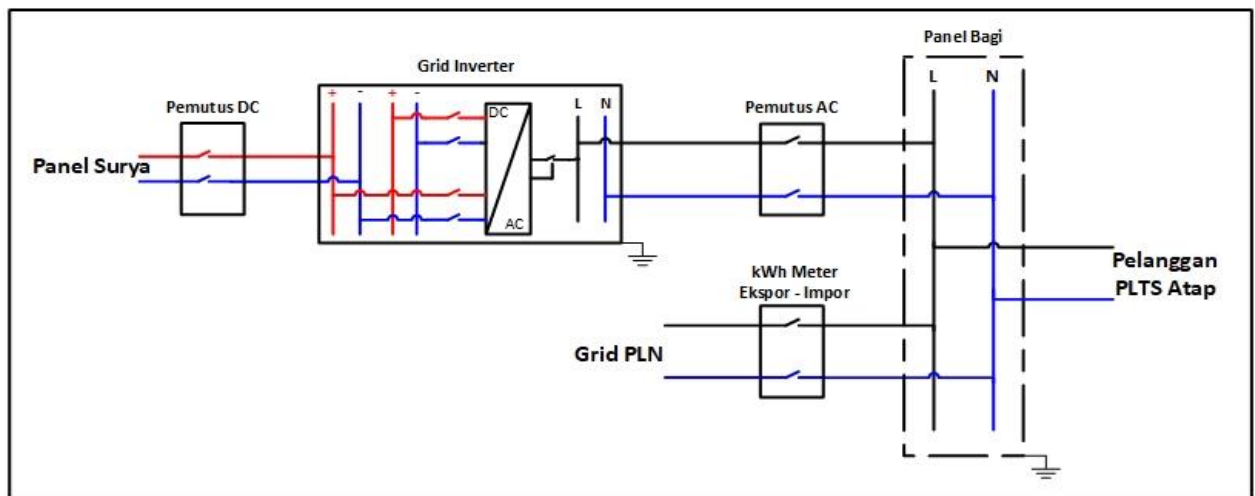 Panel Bagi
L N
Grid Inverter
+ - + -
L N
Pemutus DC
Pemutus AC
DC
AC
Panel Surya
kWh Meter
Ekspor - Impor
Grid PLN
Pelanggan
PLTS Atap